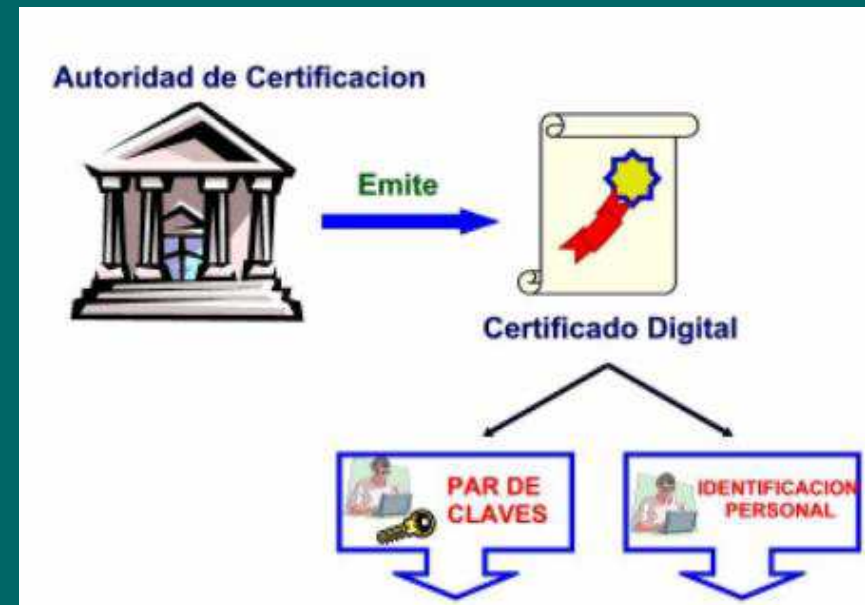 Autoridad de Certificacion
Emite
Certificado Digital
PAR DE
CLAVES
IDENTIFICACION
PERSONAL